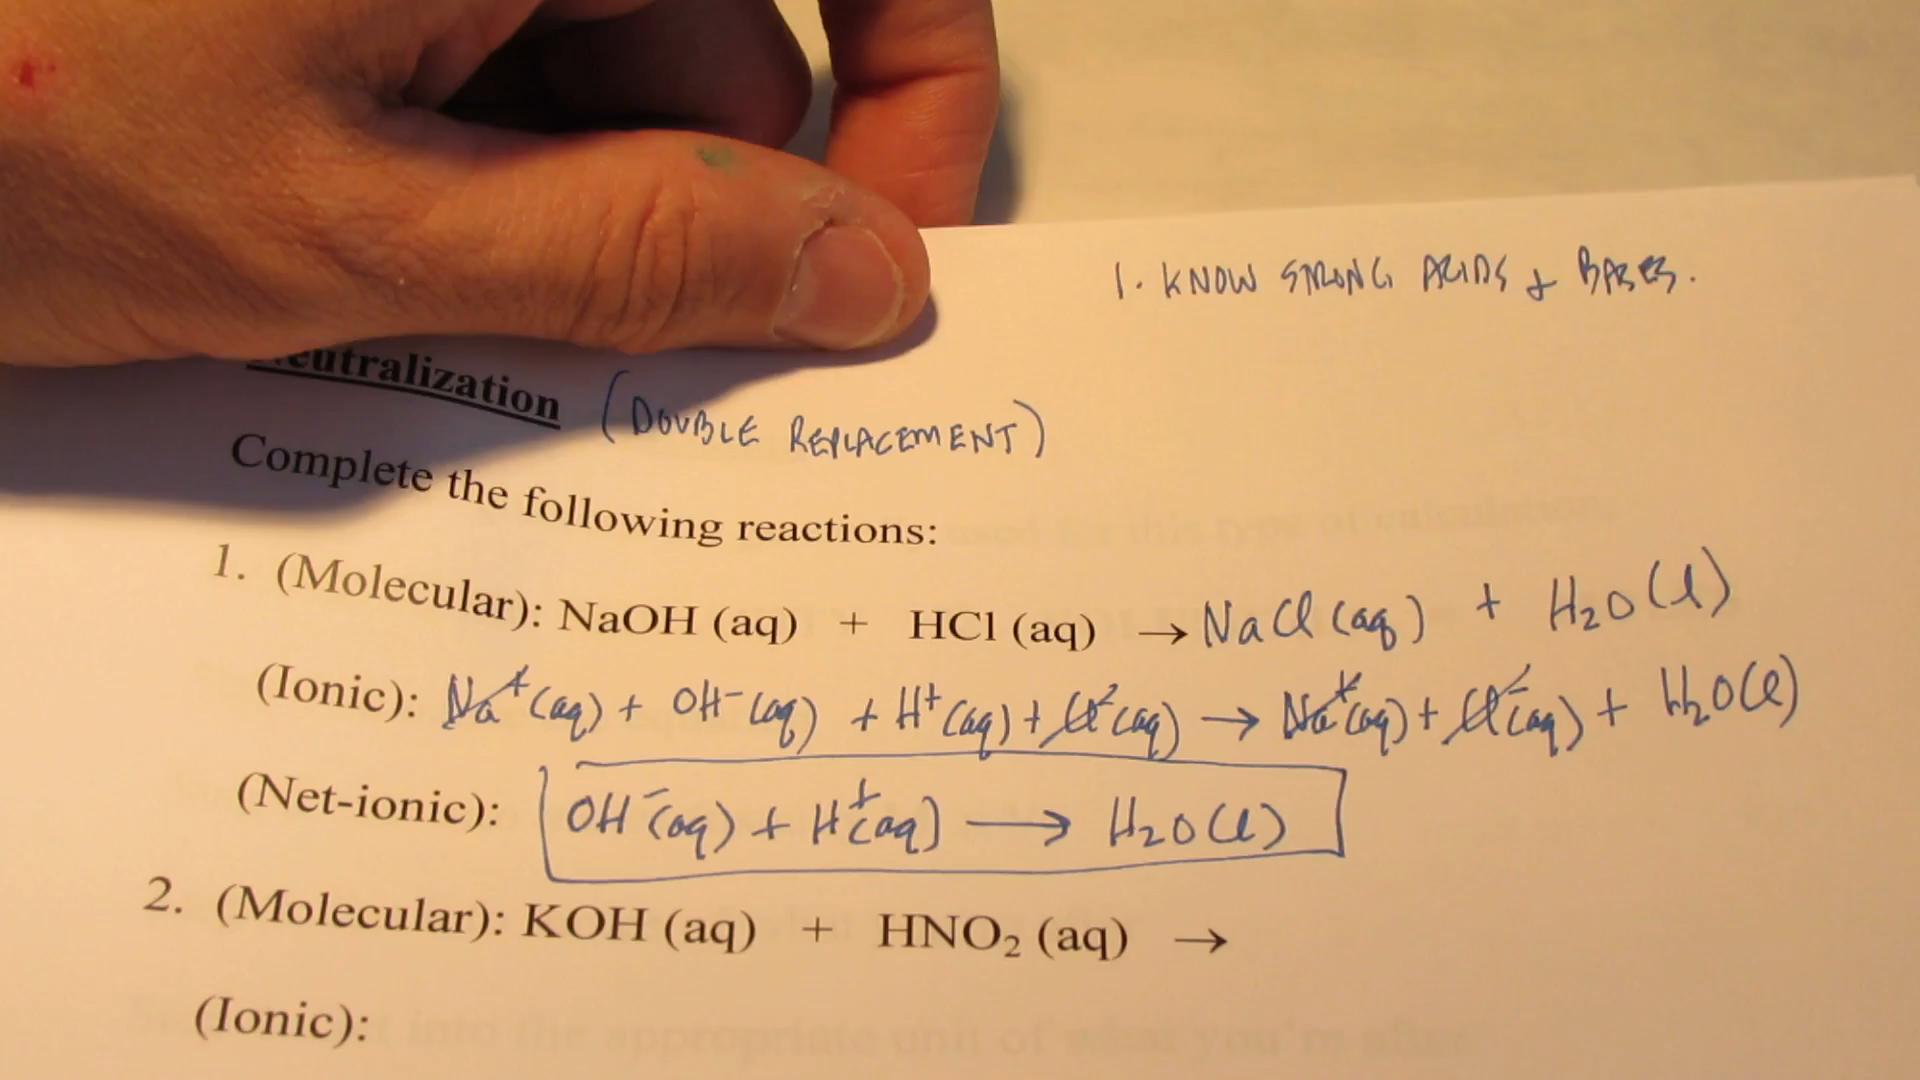 1. KNOW STRONG ACIDS & BASES.
Neutralization (DOUBLE REPLACEMENT)
Complete the following reactions:
1. (Molecular): NaOH (aq) + HCl (aq) → NaCl (aq) + H₂O (l)
(Ionic): Na⁺(aq) + OH⁻(aq) + H⁺(aq) + Cl⁻(aq) → Na⁺(aq) + Cl⁻(aq) + H₂O(l)
(Net-ionic): OH⁻(aq) + H⁺(aq) → H₂O(l)
2. (Molecular): KOH (aq) + HNO₂ (aq) →
(Ionic):